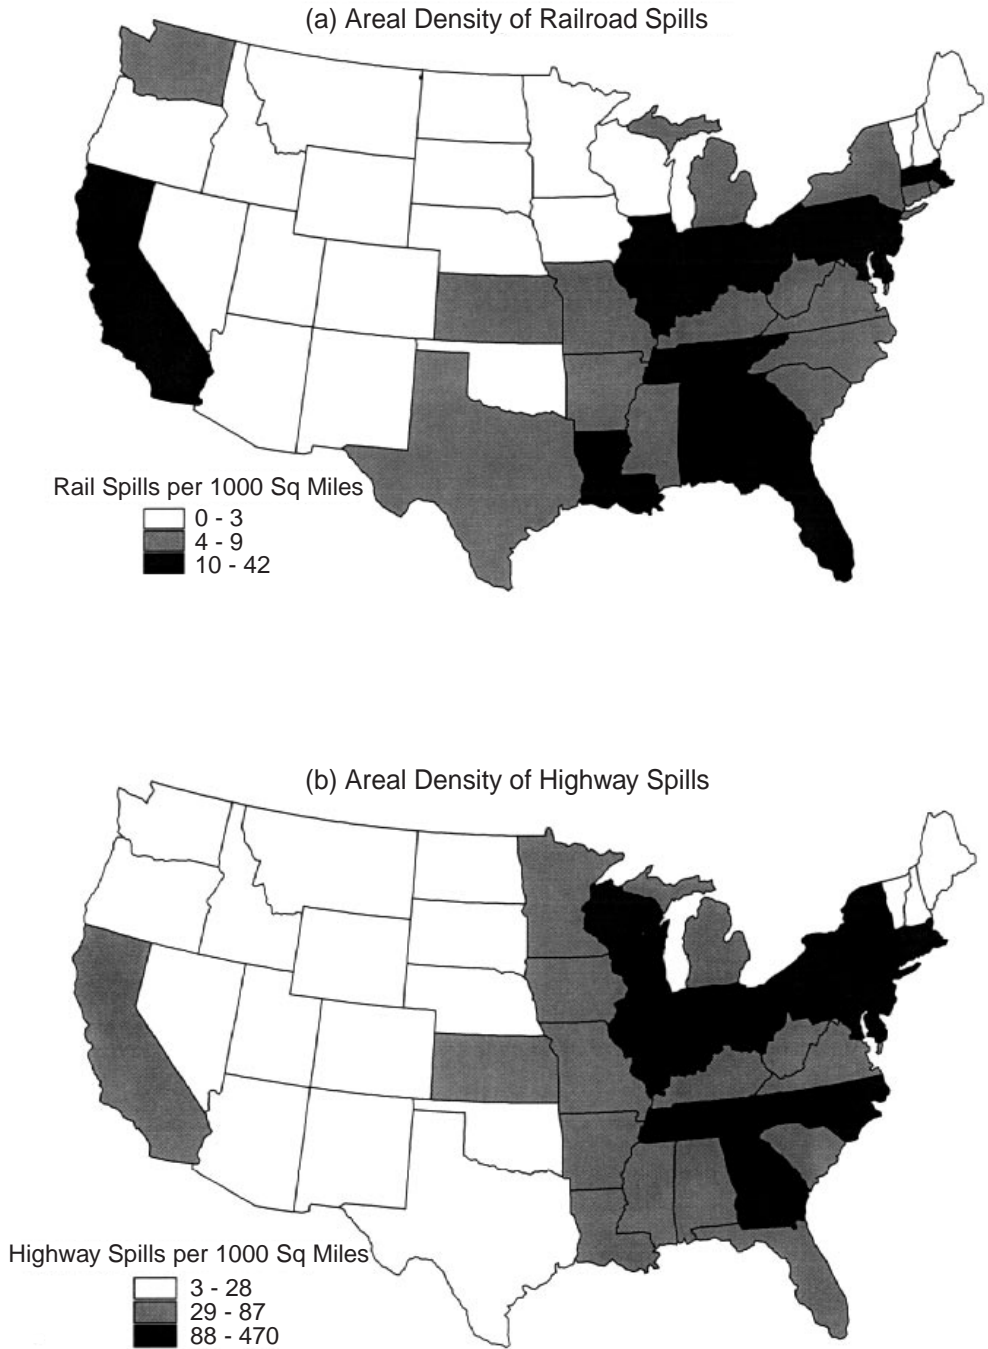 (a) Areal Density of Railroad Spills
Rail Spills per 1000 Sq Miles
0 - 3
4 - 9
10 - 42
(b) Areal Density of Highway Spills
Highway Spills per 1000 Sq Miles
3 - 28
29 - 87
88 - 470